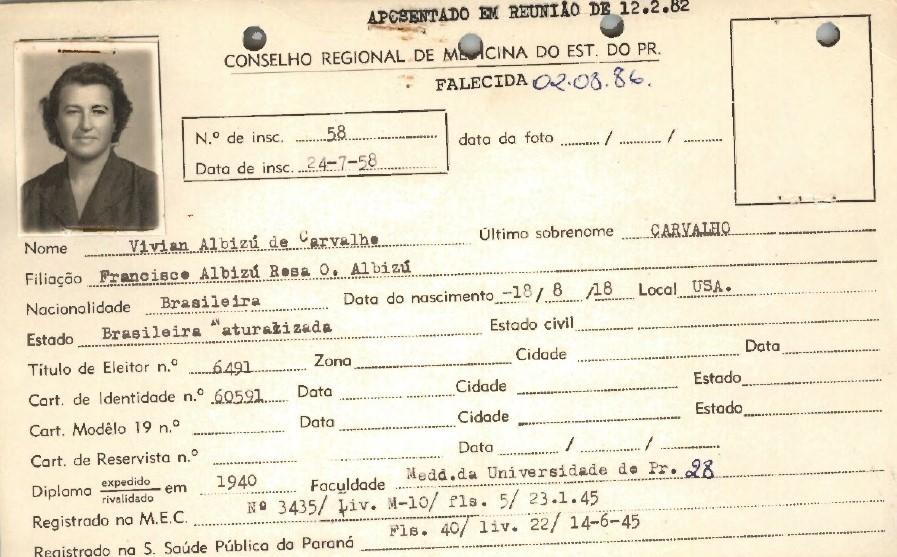 APOSENTADO EM REUNIÃO DE 12.2.82
CONSELHO REGIONAL DE MEDICINA DO EST. DO PR.
FALECIDA 02.08.86.
N.º de insc. 58
data da foto / /
Data de insc. 24-7-58
Nome Vivian Albizú de Carvalho Último sobrenome CARVALHO
Filiação Francisco Albizú Rosa O. Albizú
Nacionalidade Brasileira Data do nascimento -18/ 8 /18 Local USA.
Estado Brasileira Naturalizada Estado civil
Título de Eleitor n.º 6491 Zona Cidade Data
Cart. de Identidade n.º 60591 Data Cidade Estado
Cart. Modêlo 19 n.º Data Cidade Estado
Cart. de Reservista n.º Data / /
Diploma expedido rivalidado em 1940 Faculdade Medd.da Universidade do Pr. 28
Registrado na M.E.C. Nº 3435/ Liv. M-10/ fls. 5/ 23.1.45
Registrado na S. Saúde Pública da Paraná Fls. 40/ liv. 22/ 14-6-45